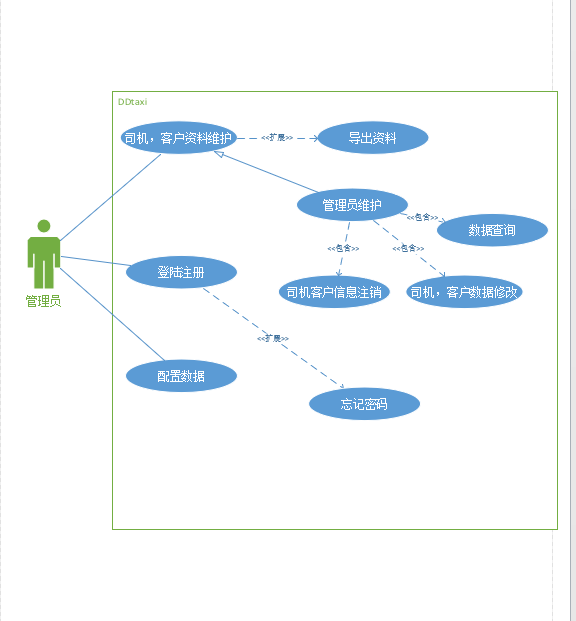 DDtaxi
司机，客户资料维护
<<扩展>>
导出资料
管理员维护
<<包含>>
数据查询
<<包含>>
<<包含>>
管理员
登陆注册
司机客户信息注销
司机，客户数据修改
<<扩展>>
配置数据
忘记密码